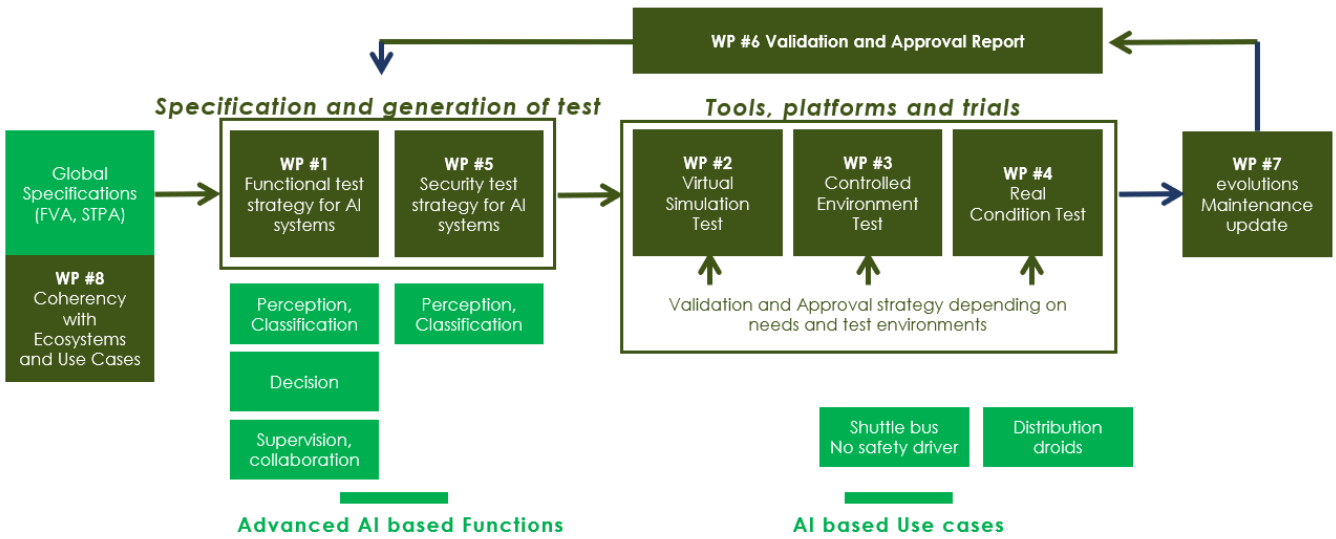 WP #6 Validation and Approval Report
Specification and generation of test
Tools, platforms and trials
Global
Specifications
(FVA, STPA)
WP #8
Coherency
with
Ecosystems
and Use Cases
WP #1
Functional test
strategy for AI
systems
WP #5
Security test
strategy for AI
systems
WP #2
Virtual
Simulation
Test
WP #3
Controlled
Environment
Test
WP #4
Real
Condition Test
WP #7
evolutions
Maintenance
update
Validation and Approval strategy depending on
needs and test environments
Perception,
Classification
Perception,
Classification
Decision
Supervision,
collaboration
Shuttle bus
No safety driver
Distribution
droids
Advanced AI based Functions
AI based Use cases